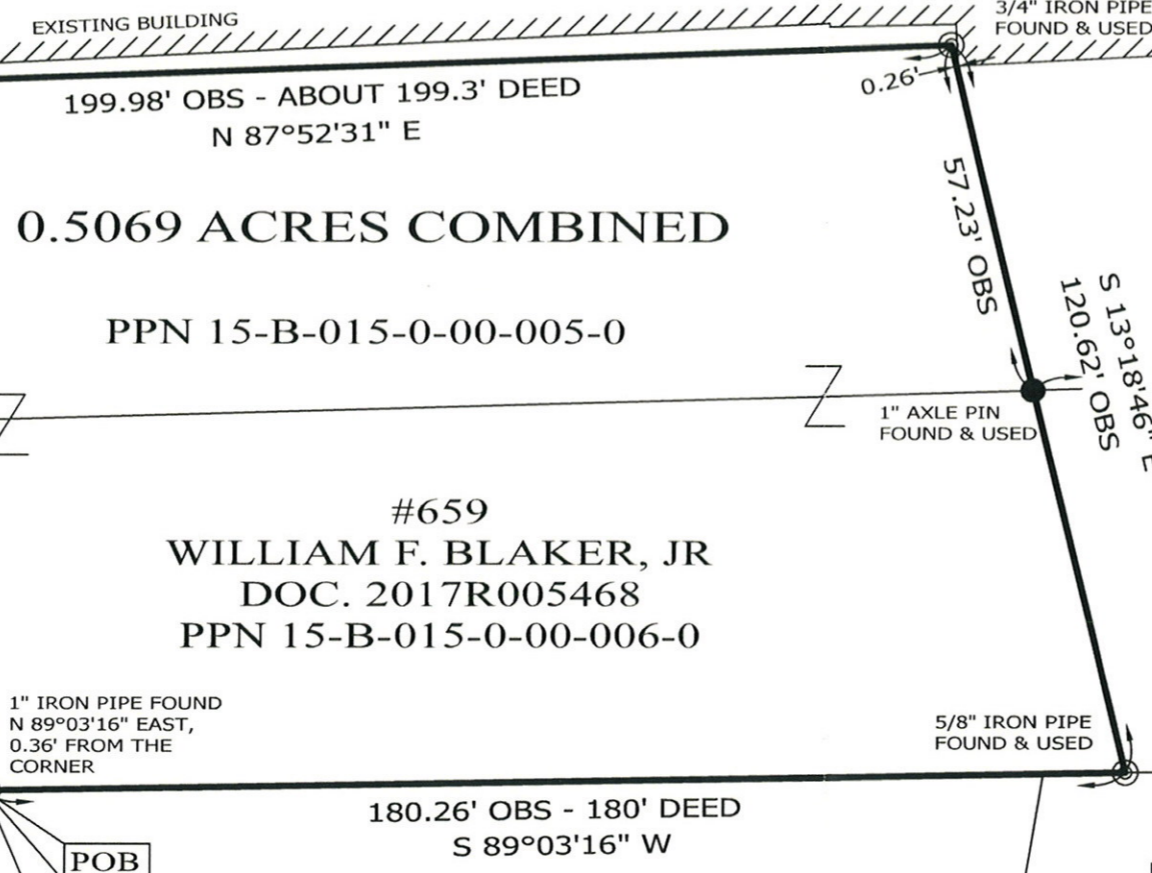 EXISTING BUILDING
3/4" IRON PIPE
FOUND & USED
199.98' OBS - ABOUT 199.3' DEED
N 87°52'31" E
0.26'
57.23' OBS
0.5069 ACRES COMBINED
PPN 15-B-015-0-00-005-0
S 13°18'46" E
120.62' OBS
1" AXLE PIN
FOUND & USED
#659
WILLIAM F. BLAKER, JR
DOC. 2017R005468
PPN 15-B-015-0-00-006-0
1" IRON PIPE FOUND
N 89°03'16" EAST,
0.36' FROM THE
CORNER
5/8" IRON PIPE
FOUND & USED
180.26' OBS - 180' DEED
S 89°03'16" W
POB